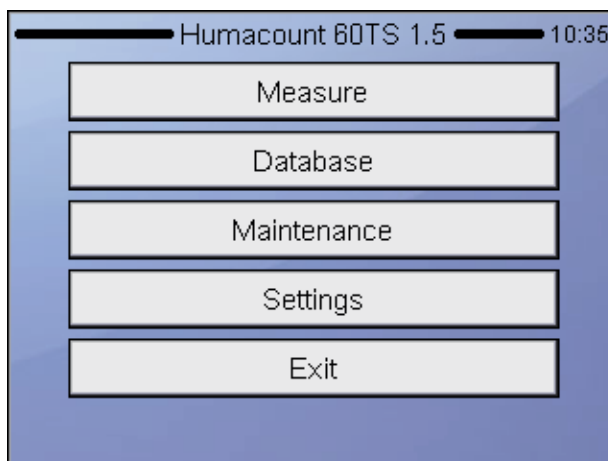 Humacount 60TS 1.5 10:35
Measure
Database
Maintenance
Settings
Exit